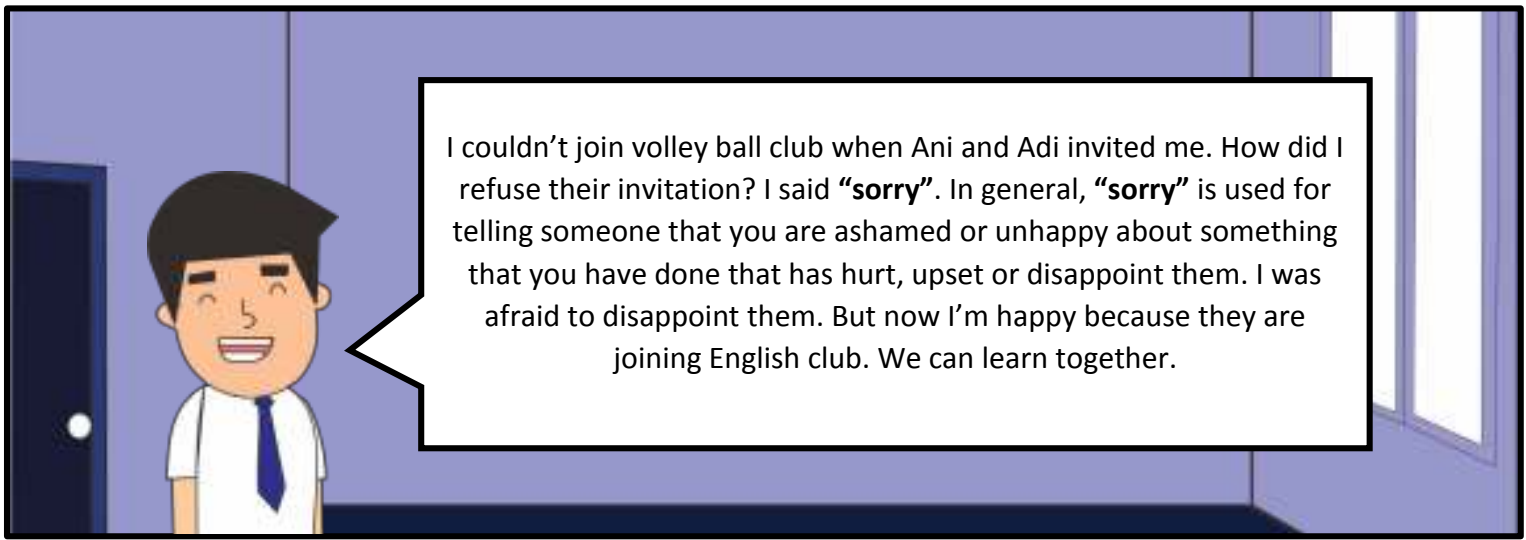 I couldn’t join volley ball club when Ani and Adi invited me. How did I
refuse their invitation? I said “sorry”. In general, “sorry” is used for
telling someone that you are ashamed or unhappy about something
that you have done that has hurt, upset or disappoint them. I was
afraid to disappoint them. But now I’m happy because they are
joining English club. We can learn together.